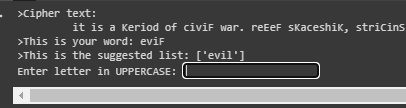 >Cipher text:
it is a Keriod of civiF war. reEeF sKaceshiK, striCinS
>This is your word: eviF
>This is the suggested list: ['evil']
Enter letter in UPPERCASE: